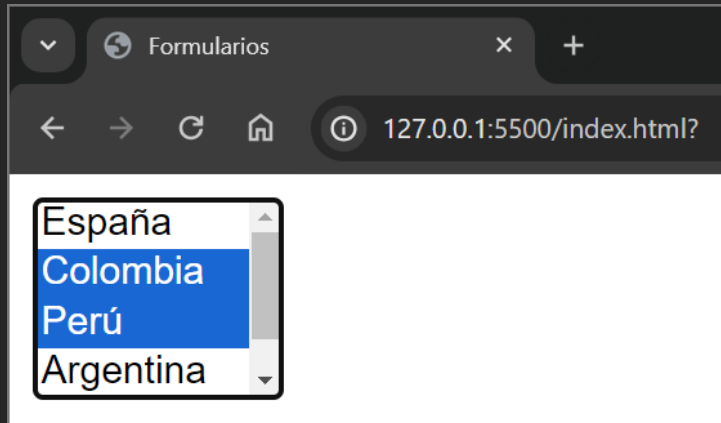 Formularios
127.0.0.1:5500/index.html?
España
Colombia
Perú
Argentina